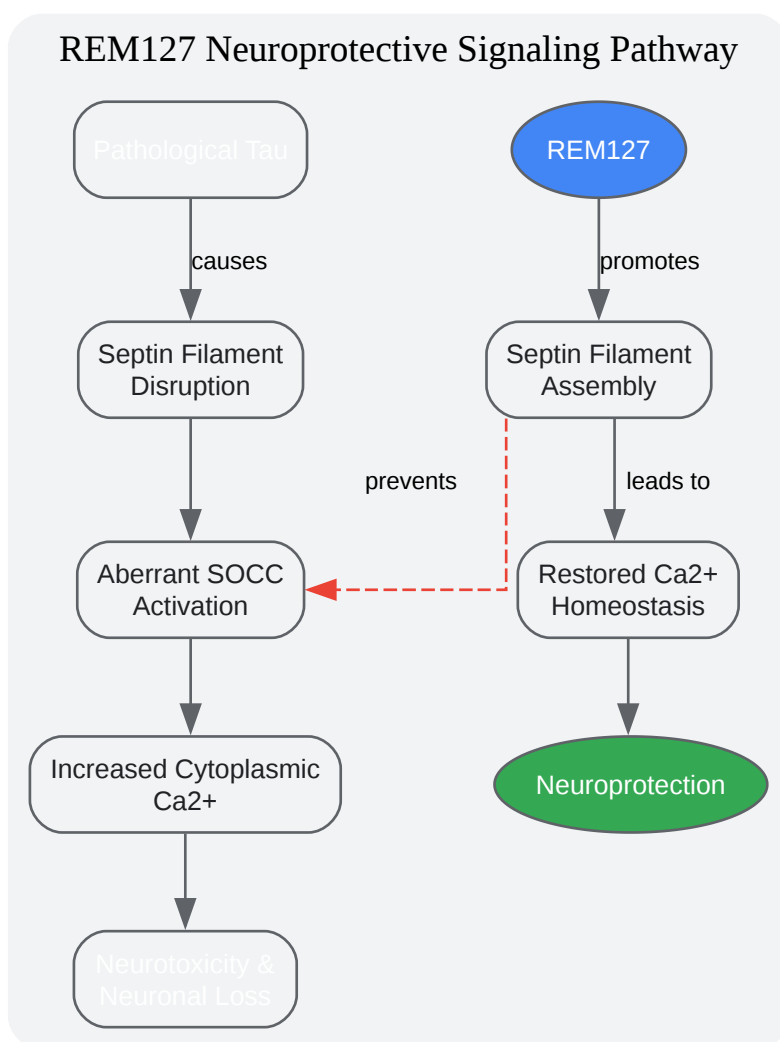 REM127 Neuroprotective Signaling Pathway
Pathological Tau
REM127
causes
promotes
Septin Filament
Disruption
Septin Filament
Assembly
prevents
leads to
Aberrant SOCC
Activation
Restored Ca2+
Homeostasis
Increased Cytoplasmic
Ca2+
Neuroprotection
Neurotoxicity &
Neuronal Loss